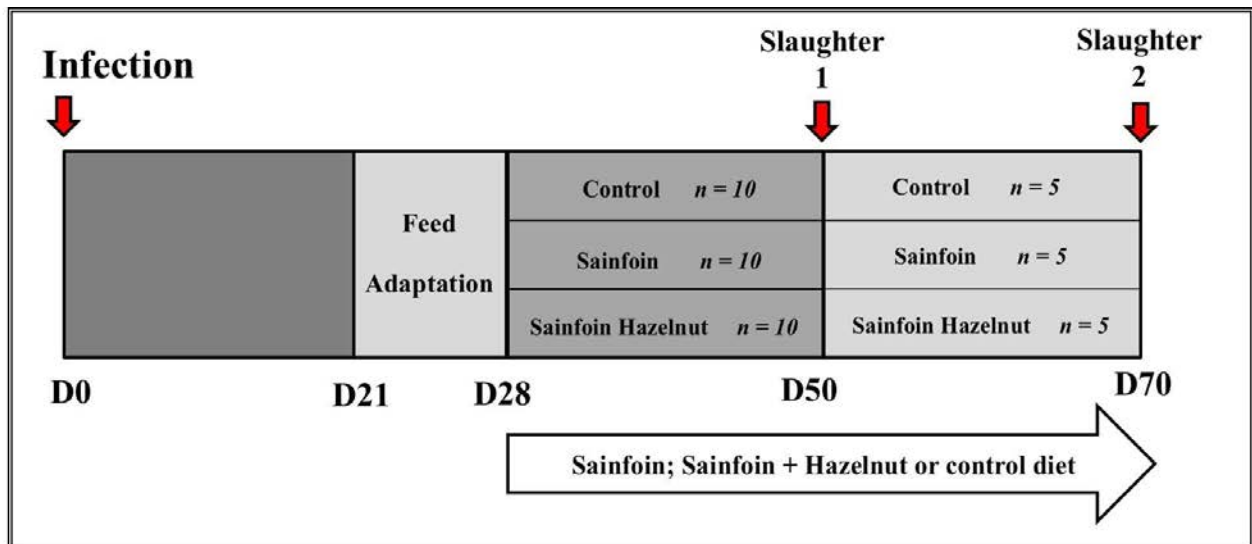 Infection
Slaughter
1
Slaughter
2
Feed
Adaptation
Control n = 10
Control n = 5
Sainfoin n = 10
Sainfoin n = 5
Sainfoin Hazelnut n = 10
Sainfoin Hazelnut n = 5
D0
D21
D28
D50
D70
Sainfoin; Sainfoin + Hazelnut or control diet